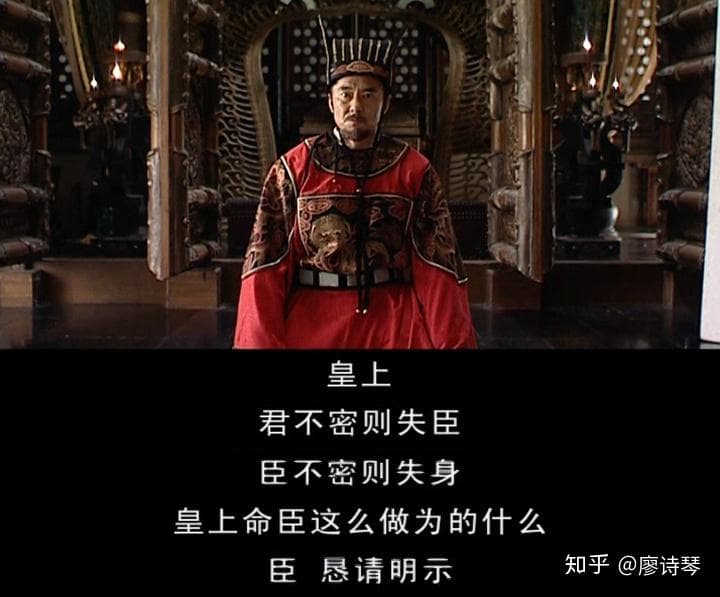 皇上
君不密则失臣
臣不密则失身
皇上命臣这么做为的什么
臣 恳请明示
知乎 @廖诗琴